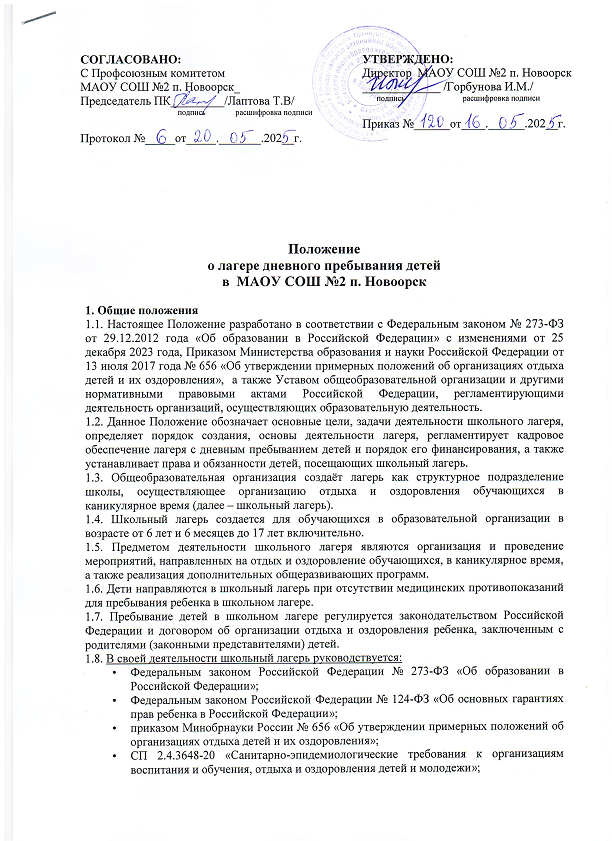 СОГЛАСОВАНО:
С Профсоюзным комитетом
МАОУ СОШ №2 п. Новоорск_
Председатель ПК________/Лаптова Т.В/
подпись расшифровка подписи
Протокол № 6 от 20 . 05 .2025 г.
УТВЕРЖДЕНО:
Директор МАОУ СОШ №2 п. Новоорск
____________/Горбунова И.М./
подпись расшифровка подписи
Приказ № 120 от 16 . 05 .2025 г.
Положение
о лагере дневного пребывания детей
в МАОУ СОШ №2 п. Новоорск
1. Общие положения
1.1. Настоящее Положение разработано в соответствии с Федеральным законом № 273-ФЗ
от 29.12.2012 года «Об образовании в Российской Федерации» с изменениями от 25
декабря 2023 года, Приказом Министерства образования и науки Российской Федерации от
13 июля 2017 года № 656 «Об утверждении примерных положений об организациях отдыха
детей и их оздоровления», а также Уставом общеобразовательной организации и другими
нормативными правовыми актами Российской Федерации, регламентирующими
деятельность организаций, осуществляющих образовательную деятельность.
1.2. Данное Положение обозначает основные цели, задачи деятельности школьного лагеря,
определяет порядок создания, основы деятельности лагеря, регламентирует кадровое
обеспечение лагеря с дневным пребыванием детей и порядок его финансирования, а также
устанавливает права и обязанности детей, посещающих школьный лагерь.
1.3. Общеобразовательная организация создаёт лагерь как структурное подразделение
школы, осуществляющее организацию отдыха и оздоровления обучающихся в
каникулярное время (далее – школьный лагерь).
1.4. Школьный лагерь создается для обучающихся в образовательной организации в
возрасте от 6 лет и 6 месяцев до 17 лет включительно.
1.5. Предметом деятельности школьного лагеря являются организация и проведение
мероприятий, направленных на отдых и оздоровление обучающихся, в каникулярное время,
а также реализация дополнительных общеразвивающих программ.
1.6. Дети направляются в школьный лагерь при отсутствии медицинских противопоказаний
для пребывания ребенка в школьном лагере.
1.7. Пребывание детей в школьном лагере регулируется законодательством Российской
Федерации и договором об организации отдыха и оздоровления ребенка, заключенным с
родителями (законными представителями) детей.
1.8. В своей деятельности школьный лагерь руководствуется:
• Федеральным законом Российской Федерации № 273-ФЗ «Об образовании в
Российской Федерации»;
• Федеральным законом Российской Федерации № 124-ФЗ «Об основных гарантиях
прав ребенка в Российской Федерации»;
• приказом Минобрнауки России № 656 «Об утверждении примерных положений об
организациях отдыха детей и их оздоровления»;
• СП 2.4.3648-20 «Санитарно-эпидемиологические требования к организациям
воспитания и обучения, отдыха и оздоровления детей и молодежи»;